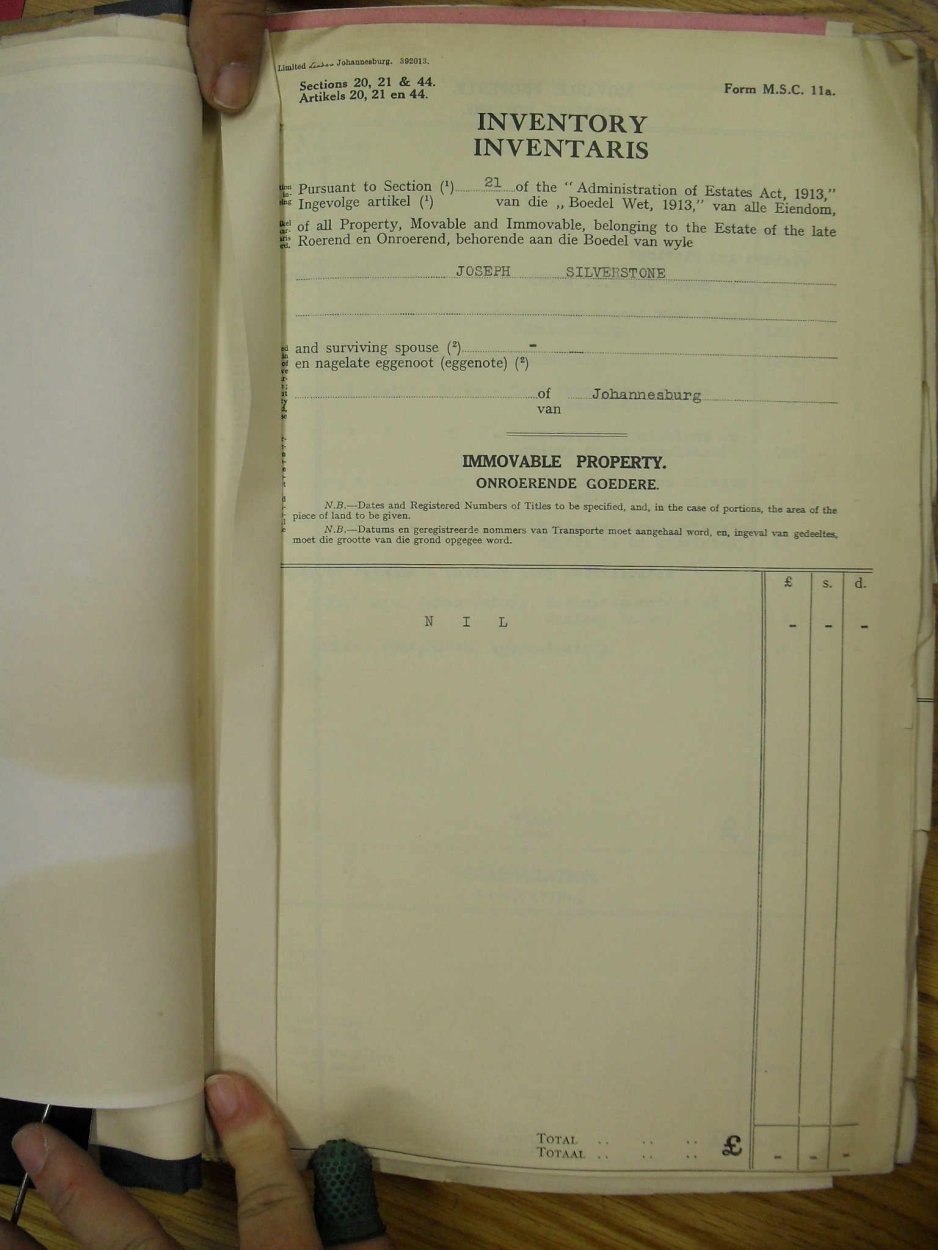 Limited Johannesburg. 392013.
Sections 20, 21 & 44.
Artikels 20, 21 en 44.
Form M.S.C. 11a.
INVENTORY
INVENTARIS
Pursuant to Section (¹) 21 of the "Administration of Estates Act, 1913,"
Ingevolge artikel (¹) van die „Boedel Wet, 1913," van alle Eiendom,
of all Property, Movable and Immovable, belonging to the Estate of the late
Roerend en Onroerend, behorende aan die Boedel van wyle
JOSEPH SILVERSTONE
and surviving spouse (²) -
en nagelate eggenoot (eggenote) (²)
of Johannesburg
van
IMMOVABLE PROPERTY.
ONROERENDE GOEDERE.
N.B.—Dates and Registered Numbers of Titles to be specified, and, in the case of portions, the area of the
piece of land to be given.
N.B.—Datums en geregistreerde nommers van Transporte moet aangehaal word, en, ingeval van gedeeltes,
moet die grootte van die grond opgegee word.
£ s. d.
N I L - - -
TOTAL .. .. .. £
TOTAAL .. .. .. - - -